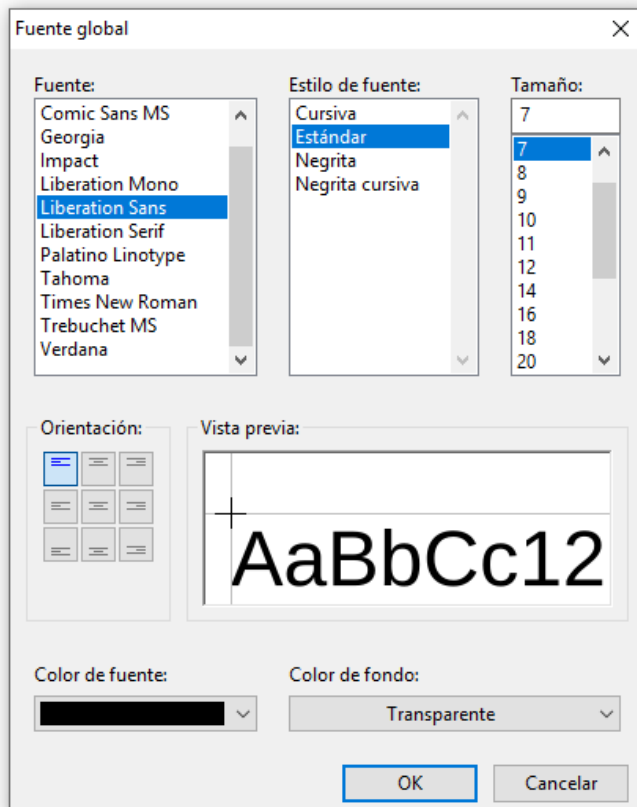 Fuente global
Fuente:
Comic Sans MS
Georgia
Impact
Liberation Mono
Liberation Sans
Liberation Serif
Palatino Linotype
Tahoma
Times New Roman
Trebuchet MS
Verdana
Estilo de fuente:
Cursiva
Estándar
Negrita
Negrita cursiva
Tamaño:
7
7
8
9
10
11
12
14
16
18
20
Orientación:
Vista previa:
AaBbCc12
Color de fuente:
Color de fondo:
Transparente
OK
Cancelar